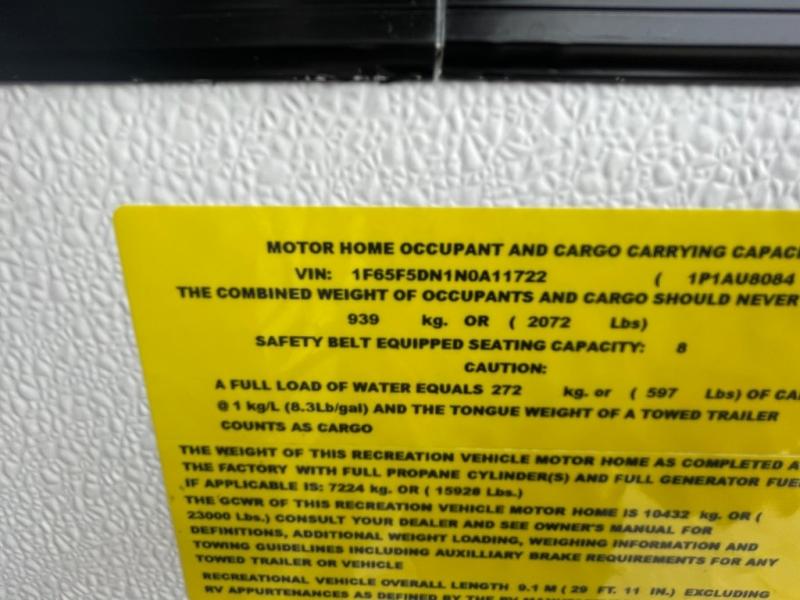 MOTOR HOME OCCUPANT AND CARGO CARRYING CAPAC
VIN: 1F65F5DN1N0A11722 ( 1P1AU8084
THE COMBINED WEIGHT OF OCCUPANTS AND CARGO SHOULD NEVER
939 kg. OR ( 2072 Lbs)
SAFETY BELT EQUIPPED SEATING CAPACITY: 8
CAUTION:
A FULL LOAD OF WATER EQUALS 272 kg. or ( 597 Lbs) OF CA
@ 1 kg/L (8.3Lb/gal) AND THE TONGUE WEIGHT OF A TOWED TRAILER
COUNTS AS CARGO
THE WEIGHT OF THIS RECREATION VEHICLE MOTOR HOME AS COMPLETED A
THE FACTORY WITH FULL PROPANE CYLINDER(S) AND FULL GENERATOR FUE
IF APPLICABLE IS: 7224 kg. OR ( 15928 Lbs.)
THE GCWR OF THIS RECREATION VEHICLE MOTOR HOME IS 10432 kg. OR (
23000 Lbs.) CONSULT YOUR DEALER AND SEE OWNER'S MANUAL FOR
DEFINITIONS, ADDITIONAL WEIGHT LOADING, WEIGHING INFORMATION AND
TOWING GUIDELINES INCLUDING AUXILLIARY BRAKE REQUIREMENTS FOR ANY
TOWED TRAILER OR VEHICLE
RECREATIONAL VEHICLE OVERALL LENGTH 9.1 M ( 29 FT. 11 IN.) EXCLUDING
RV APPURTENANCES AS DEFINED BY THE RV